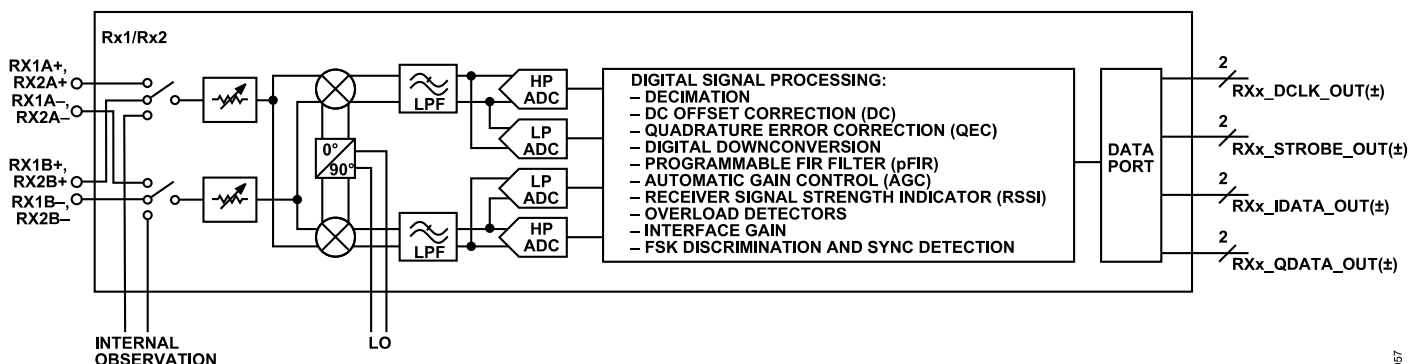 Rx1/Rx2
RX1A+,
RX2A+
RX1A–,
RX2A–
RX1B+,
RX2B+
RX1B–,
RX2B–
INTERNAL
OBSERVATION
LO
0°
90°
LPF
LPF
HP
ADC
LP
ADC
LP
ADC
HP
ADC
DIGITAL SIGNAL PROCESSING:
– DECIMATION
– DC OFFSET CORRECTION (DC)
– QUADRATURE ERROR CORRECTION (QEC)
– DIGITAL DOWNCONVERSION
– PROGRAMMABLE FIR FILTER (pFIR)
– AUTOMATIC GAIN CONTROL (AGC)
– RECEIVER SIGNAL STRENGTH INDICATOR (RSSI)
– OVERLOAD DETECTORS
– INTERFACE GAIN
– FSK DISCRIMINATION AND SYNC DETECTION
DATA
PORT
2
RXx_DCLK_OUT(±)
2
RXx_STROBE_OUT(±)
2
RXx_IDATA_OUT(±)
2
RXx_QDATA_OUT(±)